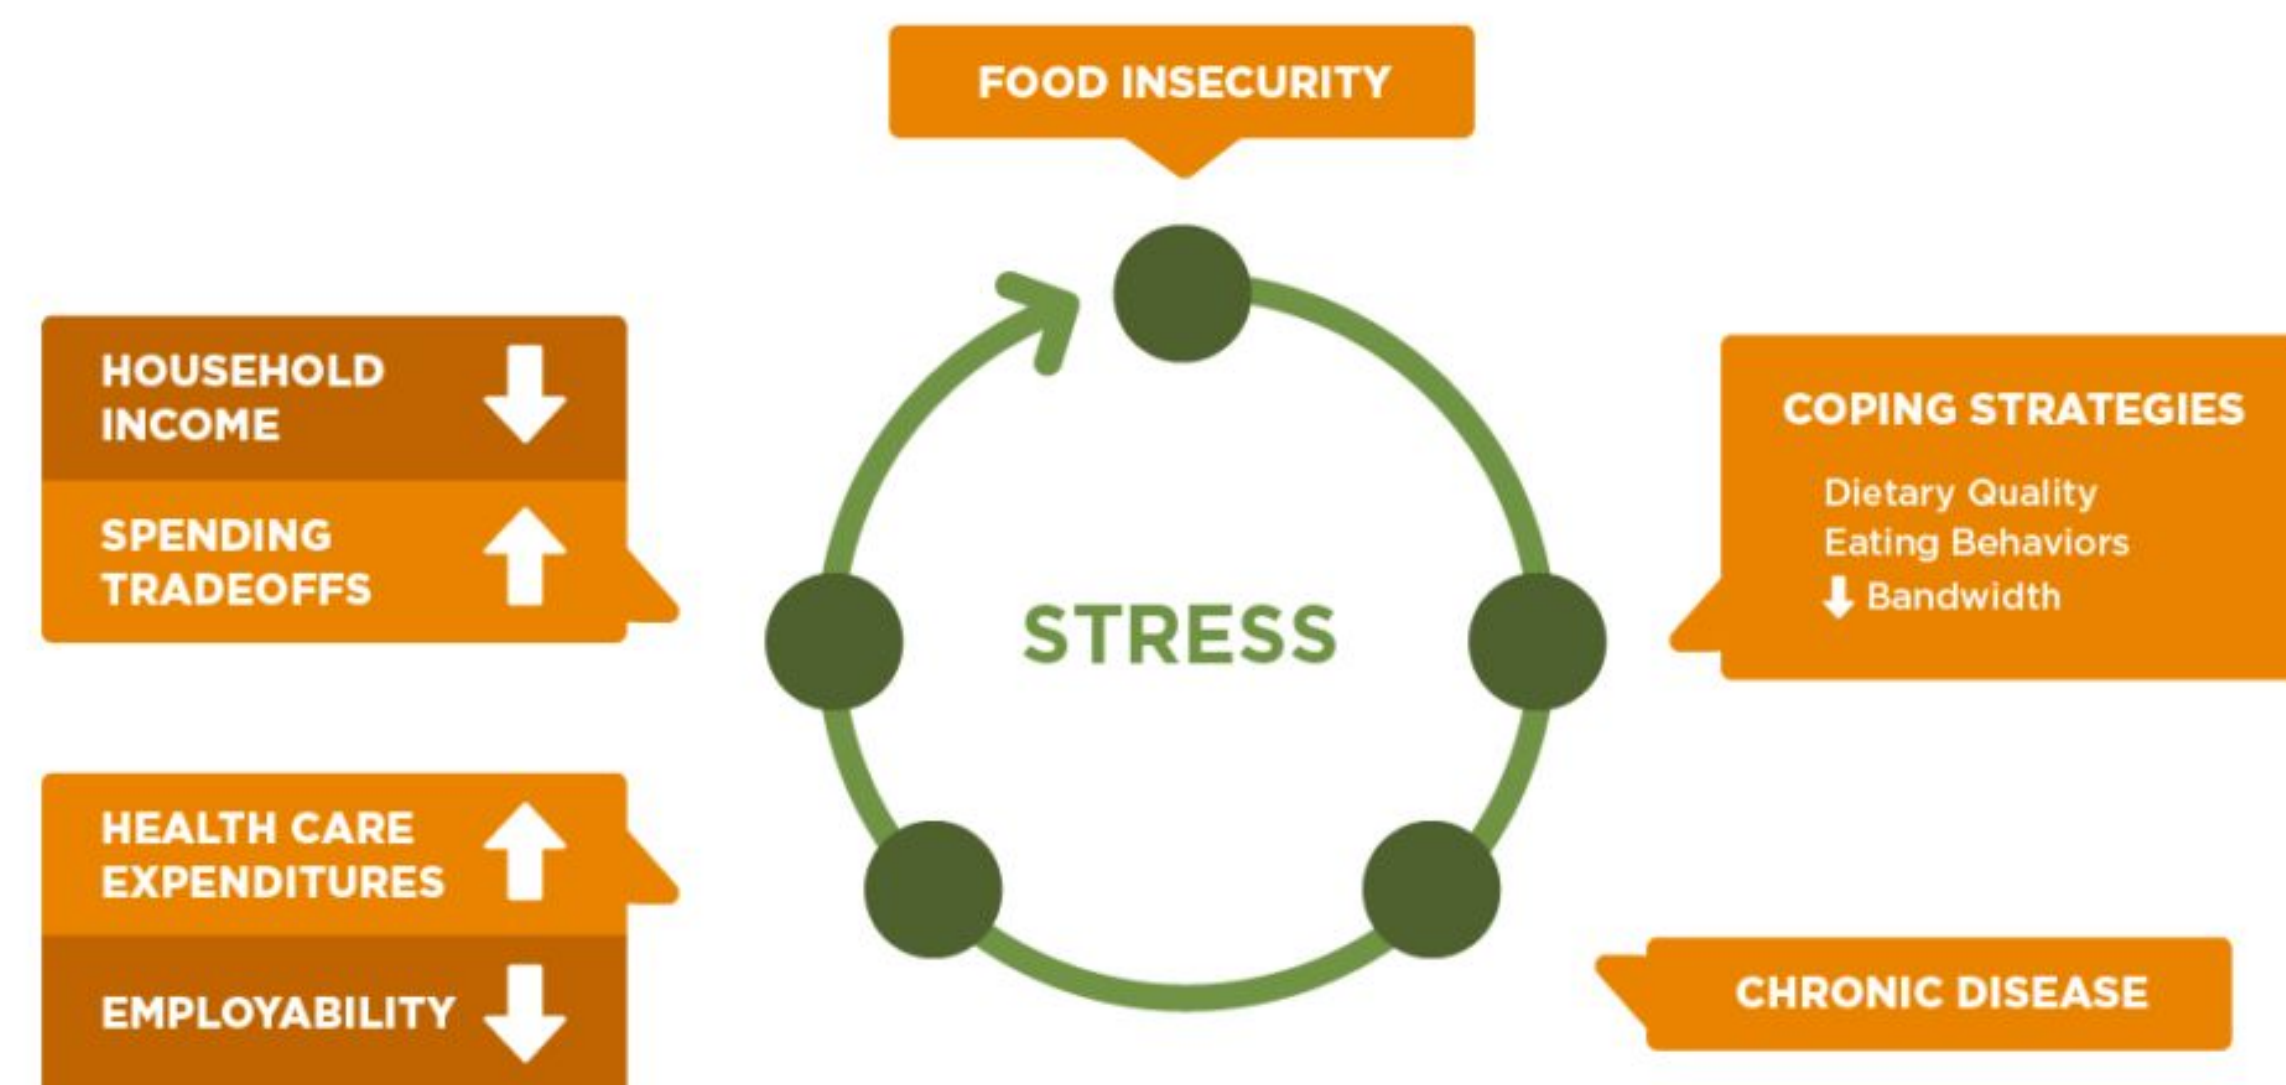 FOOD INSECURITY
HOUSEHOLD
INCOME
SPENDING
TRADEOFFS
STRESS
COPING STRATEGIES
Dietary Quality
Eating Behaviors
Bandwidth
HEALTH CARE
EXPENDITURES
EMPLOYABILITY
CHRONIC DISEASE